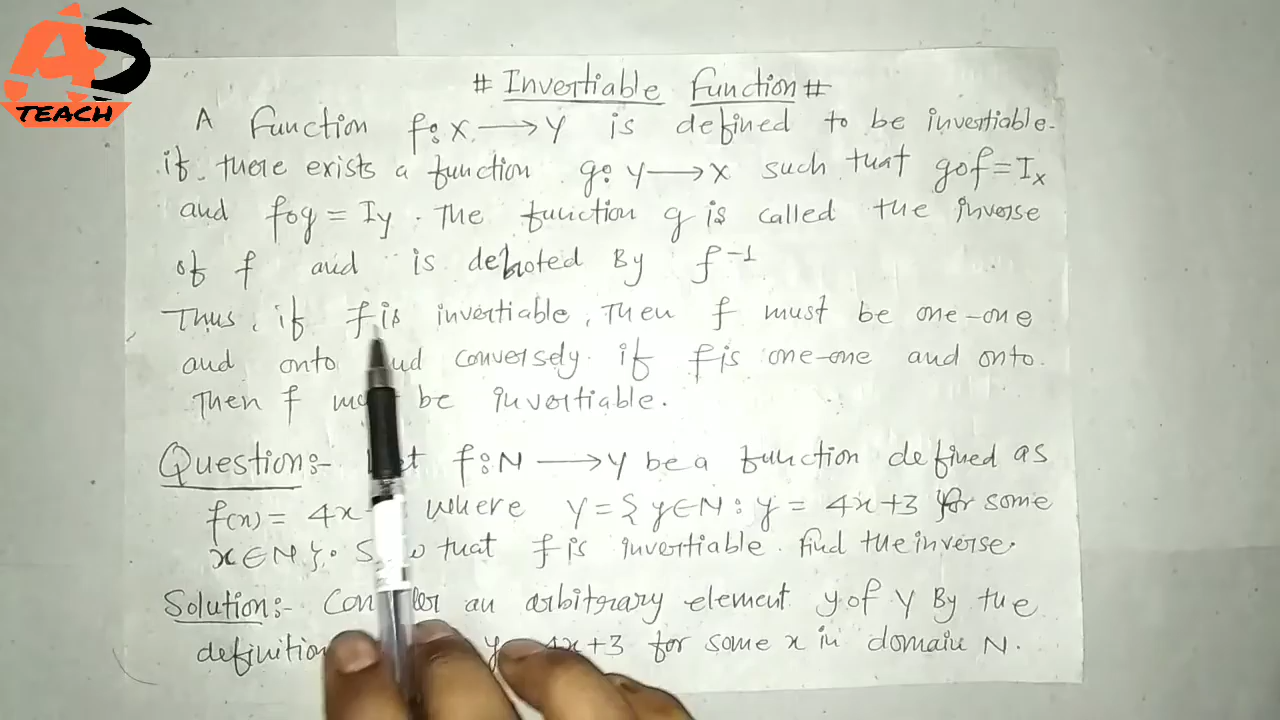 AS
TEACH
# Invertiable Function #
A Function f: X ⟶ Y is defined to be invertiable.
if there exists a function g: Y ⟶ X such that gof = Ix
and fog = Iy. The function g is called the inverse
of f and is denoted By f⁻¹
Thus, if f is invertiable, Then f must be one-one
and onto and conversely. if f is one-one and onto.
Then f be invertiable.
Question:- f: N ⟶ Y be a function defined as
f(n) = 4x where Y = { y ∈ N : y = 4x+3 for some
x ∈ N }. that f is invertiable. Find the inverse.
Solution:- an arbitrary element y of Y By the
definition y 4x+3 for some x in domain N.